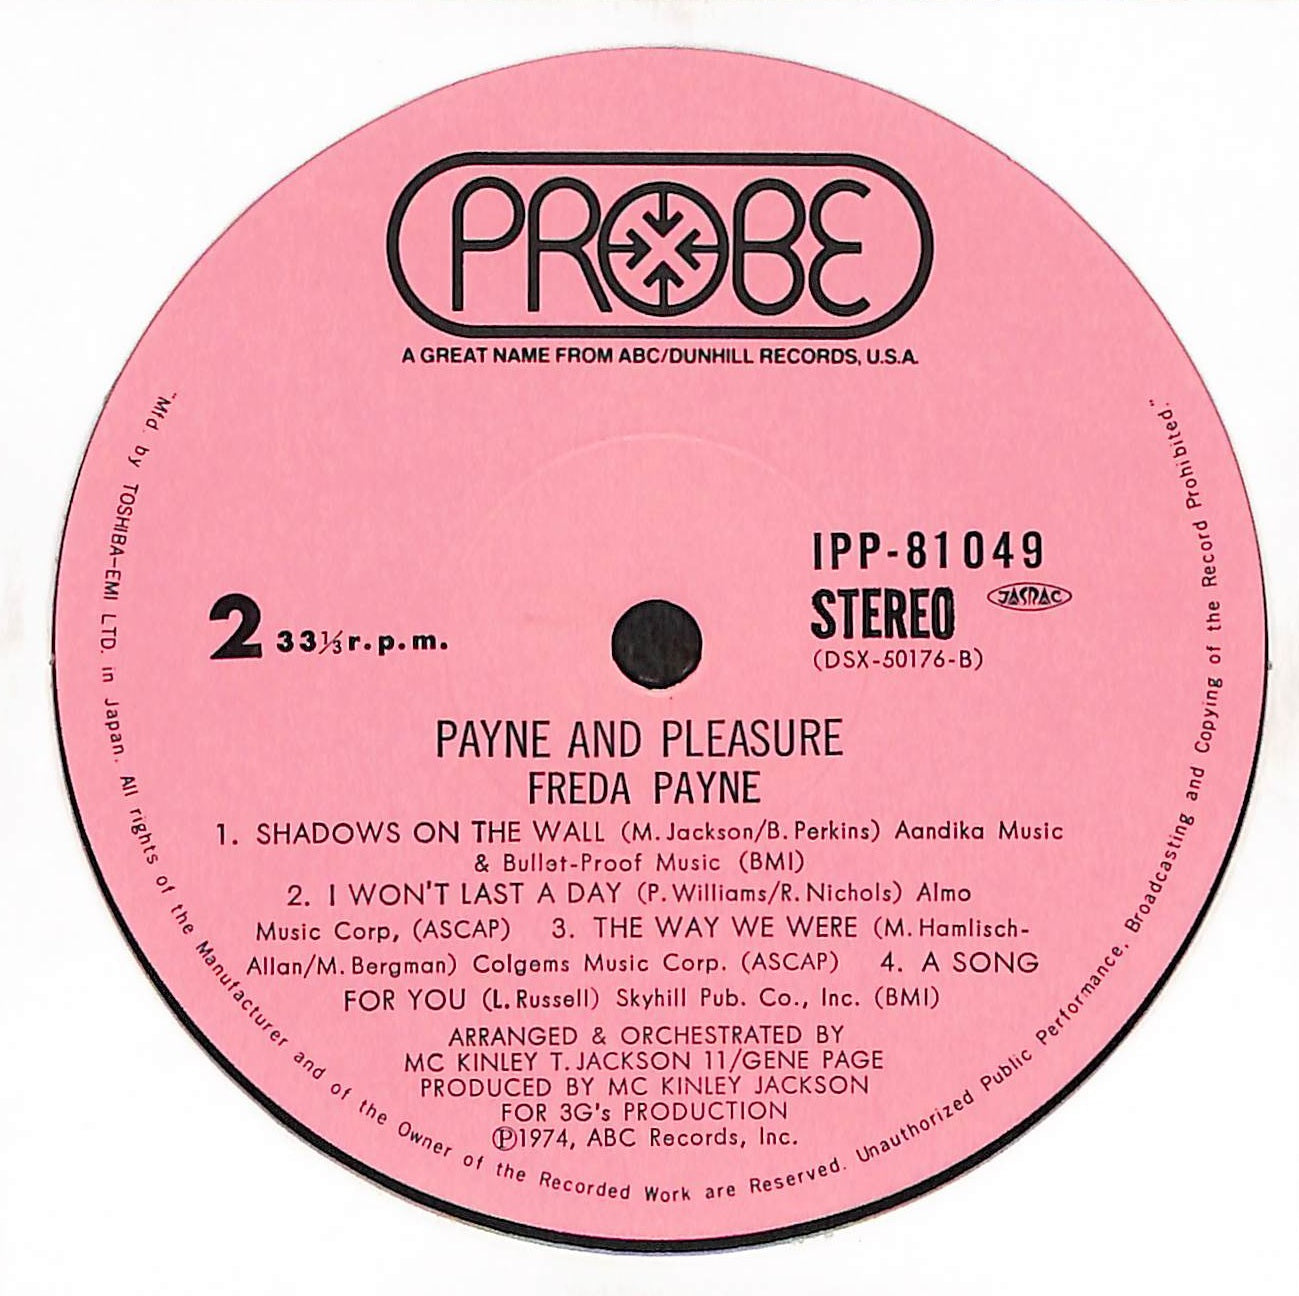 PROBE
A GREAT NAME FROM ABC/DUNHILL RECORDS, U.S.A.
IPP-81049
STEREO JASRAC
(DSX-50176-B)
2 33⅓ r.p.m.
PAYNE AND PLEASURE
FREDA PAYNE
1. SHADOWS ON THE WALL (M. Jackson/B. Perkins) Aandika Music
& Bullet-Proof Music (BMI)
2. I WON'T LAST A DAY (P. Williams/R. Nichols) Almo
Music Corp, (ASCAP) 3. THE WAY WE WERE (M. Hamlisch-
Allan/M. Bergman) Colgems Music Corp. (ASCAP) 4. A SONG
FOR YOU (L. Russell) Skyhill Pub. Co., Inc. (BMI)
ARRANGED & ORCHESTRATED BY
MC KINLEY T. JACKSON 11/GENE PAGE
PRODUCED BY MC KINLEY JACKSON
FOR 3G's PRODUCTION
Ⓟ1974, ABC Records, Inc.
"Mfd. by TOSHIBA-EMI LTD. in Japan. All rights of the Manufacturer and of the Owner of the Recorded Work are Reserved. Unauthorized Public Performance, Broadcasting and Copying of the Record Prohibited."